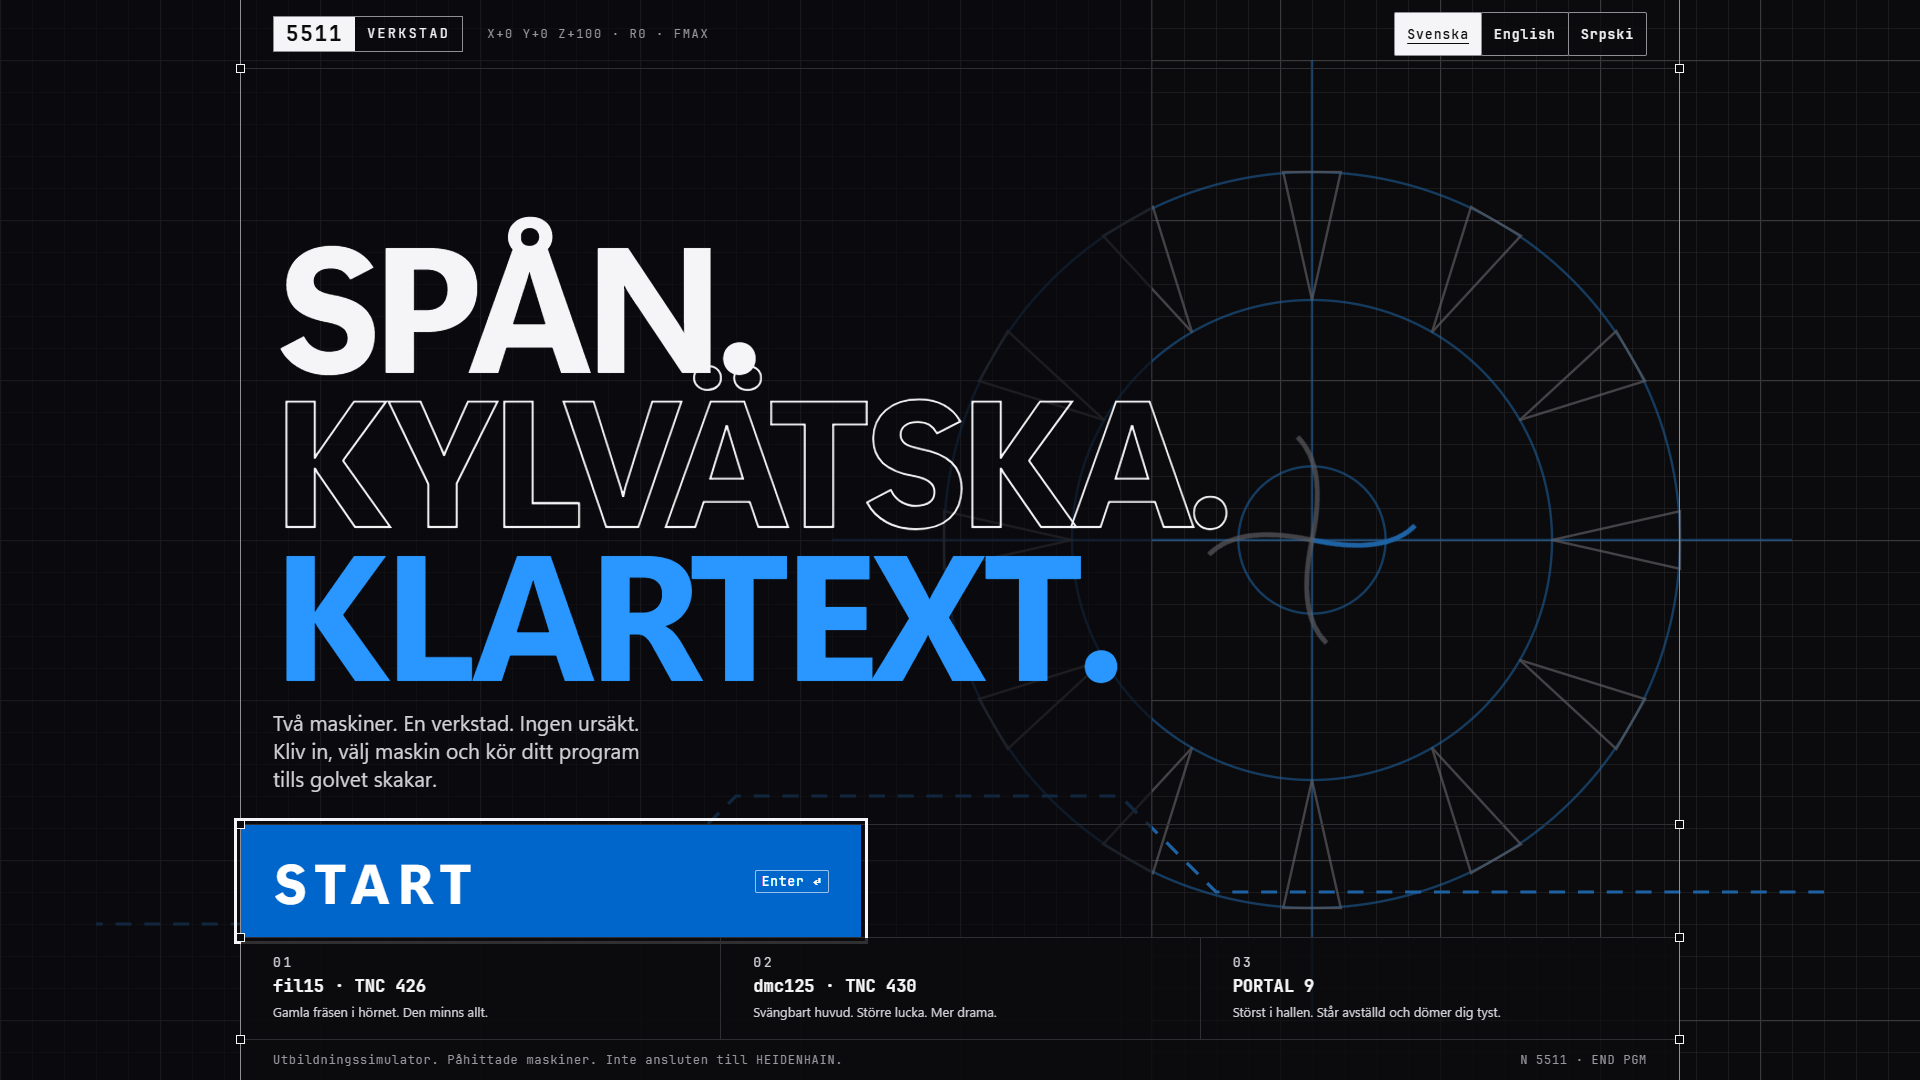 5511 VERKSTAD X+0 Y+0 Z+100 · R0 · FMAX Svenska English Srpski
SPÅN.
KYLVÄTSKA.
KLARTEXT.
Två maskiner. En verkstad. Ingen ursäkt.
Kliv in, välj maskin och kör ditt program
tills golvet skakar.
START Enter ⏎
01
fil15 · TNC 426
Gamla fräsen i hörnet. Den minns allt.
02
dmc125 · TNC 430
Svängbart huvud. Större lucka. Mer drama.
03
PORTAL 9
Störst i hallen. Står avställd och dömer dig tyst.
Utbildningssimulator. Påhittade maskiner. Inte ansluten till HEIDENHAIN.
N 5511 · END PGM